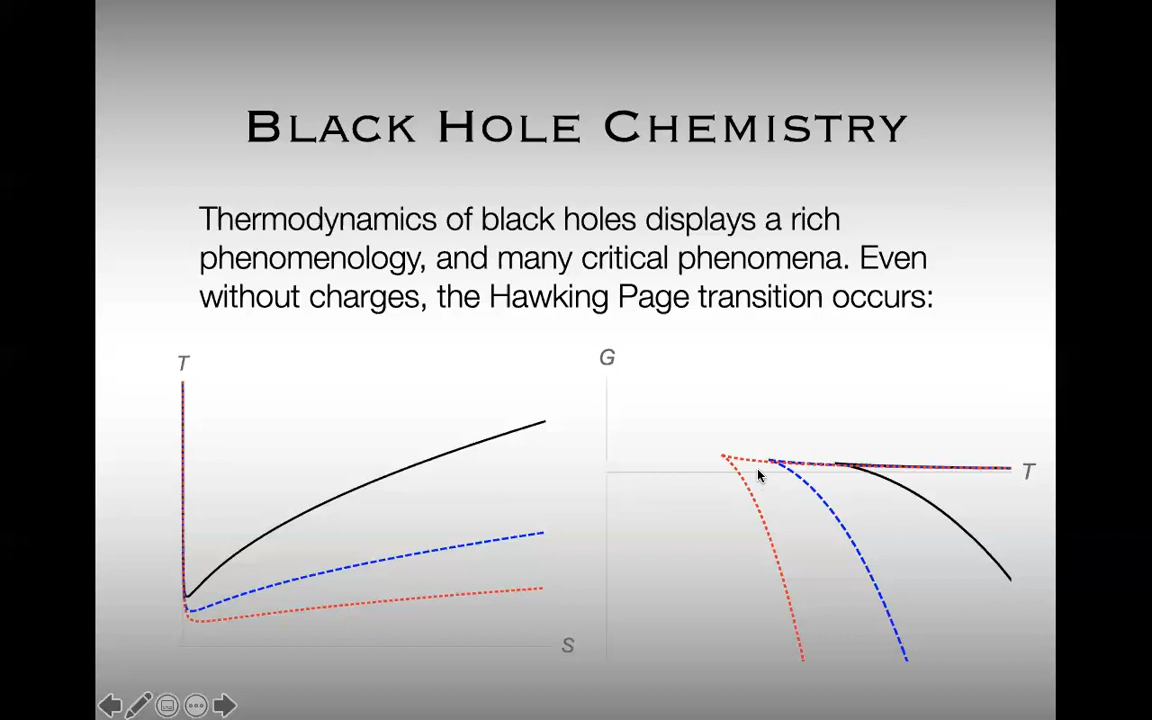 BLACK HOLE CHEMISTRY
Thermodynamics of black holes displays a rich
phenomenology, and many critical phenomena. Even
without charges, the Hawking Page transition occurs:
T
S
G
T